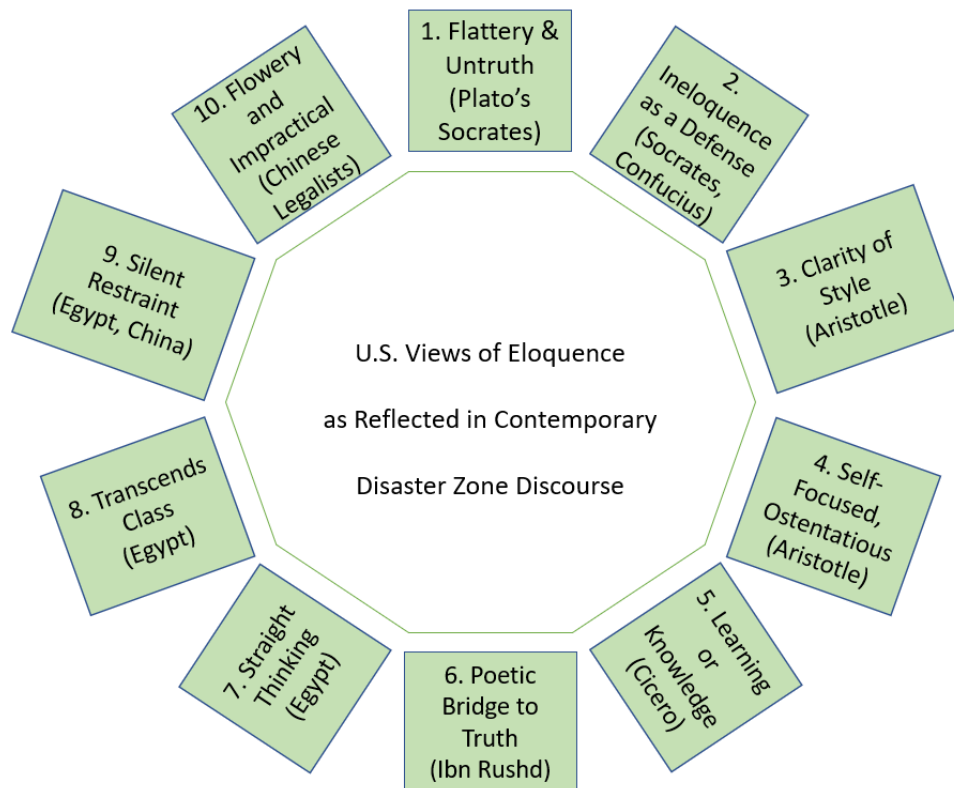 1. Flattery &
Untruth
(Plato's
Socrates)
2.
Ineloquence
as a Defense
(Socrates,
Confucius)
3. Clarity of
Style
(Aristotle)
4. Self-
Focused,
Ostentatious
(Aristotle)
5. Learning
or
Knowledge
(Cicero)
6. Poetic
Bridge to
Truth
(Ibn Rushd)
7. Straight
Thinking
(Egypt)
8. Transcends
Class
(Egypt)
9. Silent
Restraint
(Egypt, China)
10. Flowery
and
Impractical
(Chinese
Legalists)
U.S. Views of Eloquence
as Reflected in Contemporary
Disaster Zone Discourse